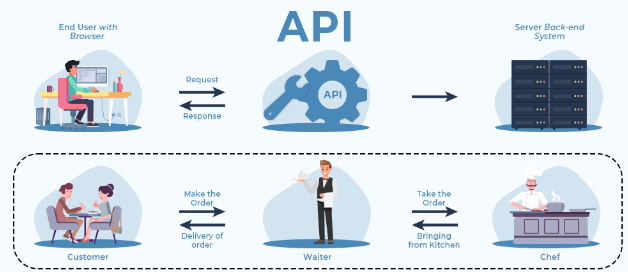 API
End User with
Browser
Server Back-end
System
Request
Response
API
Make the
Order
Delivery of
order
Take the
Order
Bringing
from Kitchen
Customer
Waiter
Chef